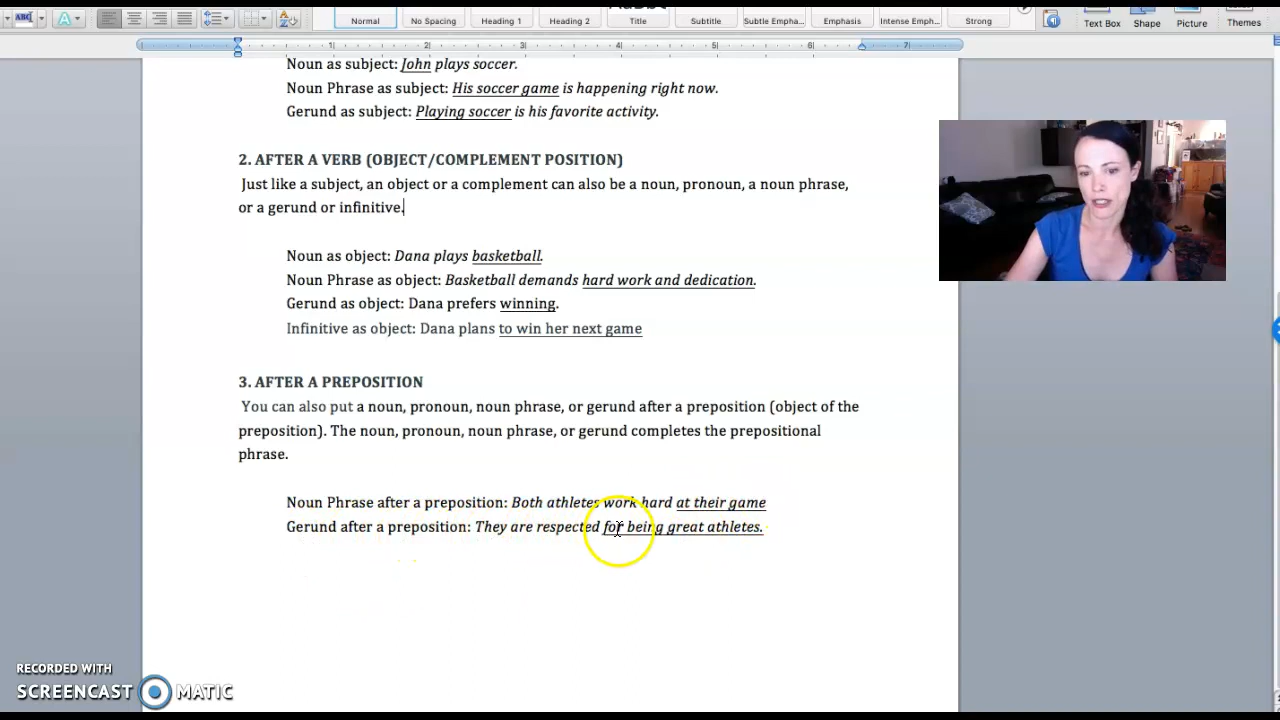 ABC
A
Normal
No Spacing
Heading 1
Heading 2
Title
Subtitle
Subtle Empha...
Emphasis
Intense Emph...
Strong
Text Box
Shape
Picture
Themes
1 2 3 4 5 6 7
Noun as subject: John plays soccer.
Noun Phrase as subject: His soccer game is happening right now.
Gerund as subject: Playing soccer is his favorite activity.
2. AFTER A VERB (OBJECT/COMPLEMENT POSITION)
Just like a subject, an object or a complement can also be a noun, pronoun, a noun phrase,
or a gerund or infinitive.
Noun as object: Dana plays basketball.
Noun Phrase as object: Basketball demands hard work and dedication.
Gerund as object: Dana prefers winning.
Infinitive as object: Dana plans to win her next game
3. AFTER A PREPOSITION
You can also put a noun, pronoun, noun phrase, or gerund after a preposition (object of the
preposition). The noun, pronoun, noun phrase, or gerund completes the prepositional
phrase.
Noun Phrase after a preposition: Both athletes work hard at their game
Gerund after a preposition: They are respected for being great athletes.
RECORDED WITH
SCREENCAST MATIC